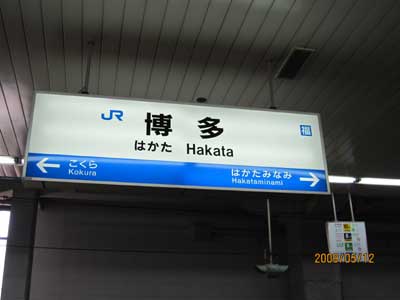 JR
博多
福
はかた Hakata
こくら
Kokura
はかたみなみ
Hakataminami
2009/05/12